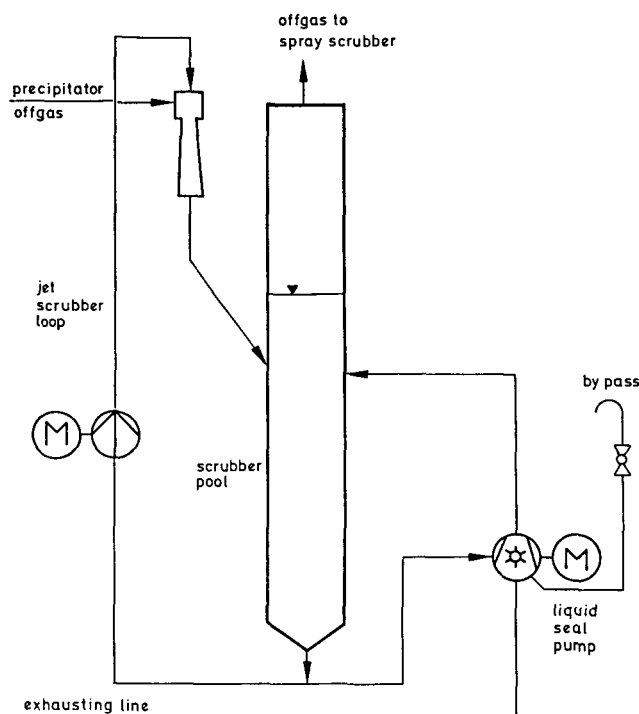 offgas to
spray scrubber
precipitator
offgas
jet
scrubber
loop
by pass
M
scrubber
pool
M
liquid
seal
pump
exhausting line